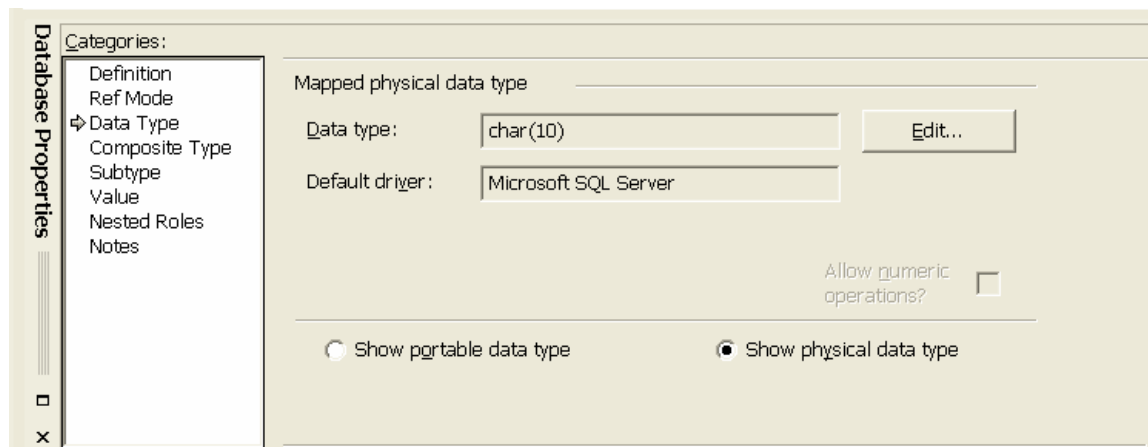 Database Properties
Categories:
Definition
Ref Mode
Data Type
Composite Type
Subtype
Value
Nested Roles
Notes
Mapped physical data type
Data type:
char(10)
Edit...
Default driver:
Microsoft SQL Server
Allow numeric
operations?
Show portable data type
Show physical data type